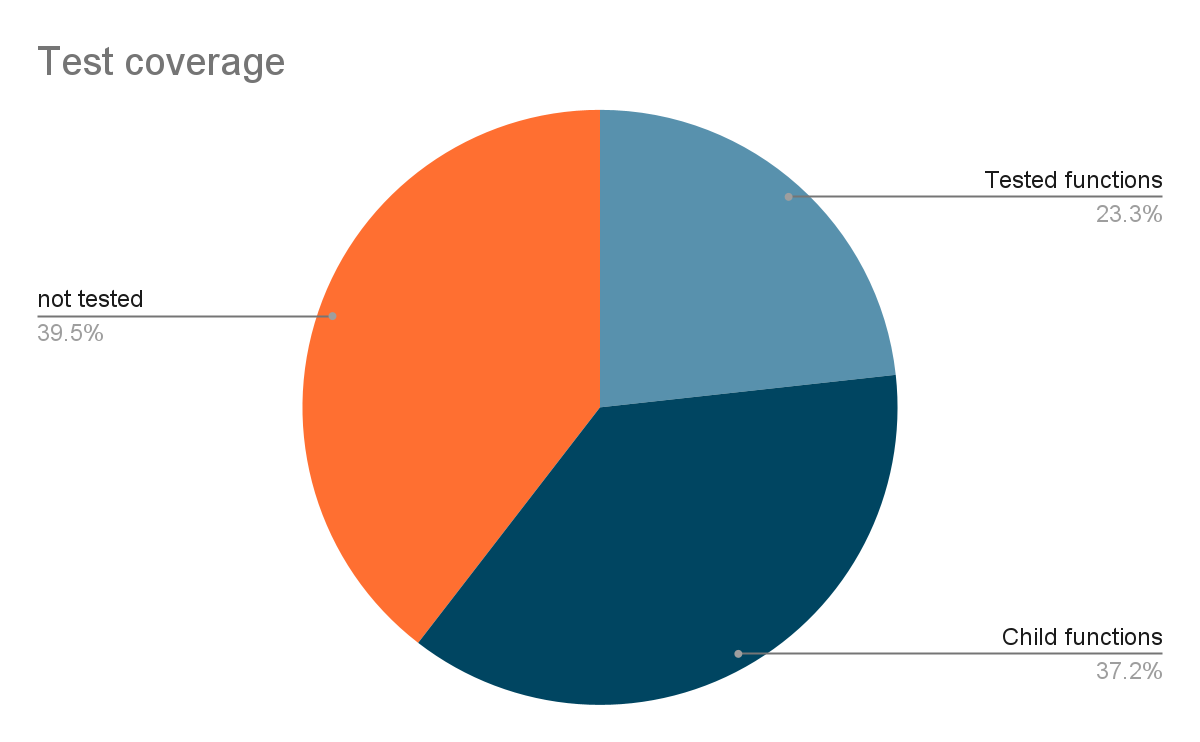 Test coverage
Tested functions
23.3%
not tested
39.5%
Child functions
37.2%